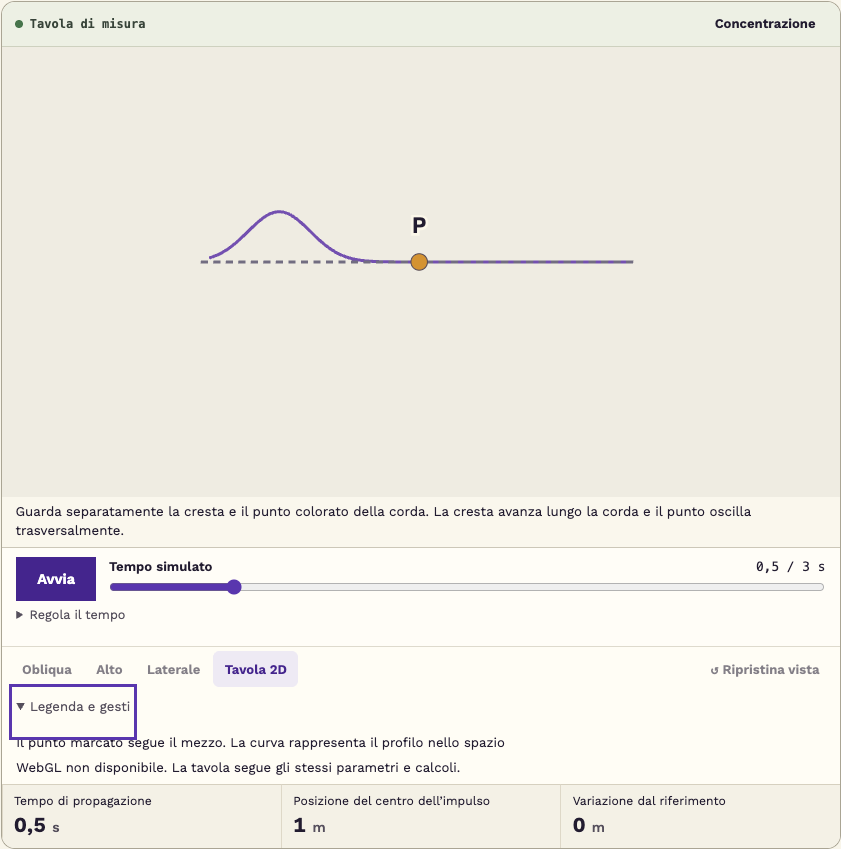 Tavola di misura
Concentrazione
P
Guarda separatamente la cresta e il punto colorato della corda. La cresta avanza lungo la corda e il punto oscilla
trasversalmente.
Avvia
Tempo simulato
0,5 / 3 s
▶ Regola il tempo
Obliqua
Alto
Laterale
Tavola 2D
↺ Ripristina vista
▼ Legenda e gesti
Il punto marcato segue il mezzo. La curva rappresenta il profilo nello spazio
WebGL non disponibile. La tavola segue gli stessi parametri e calcoli.
Tempo di propagazione
0,5 s
Posizione del centro dell’impulso
1 m
Variazione dal riferimento
0 m